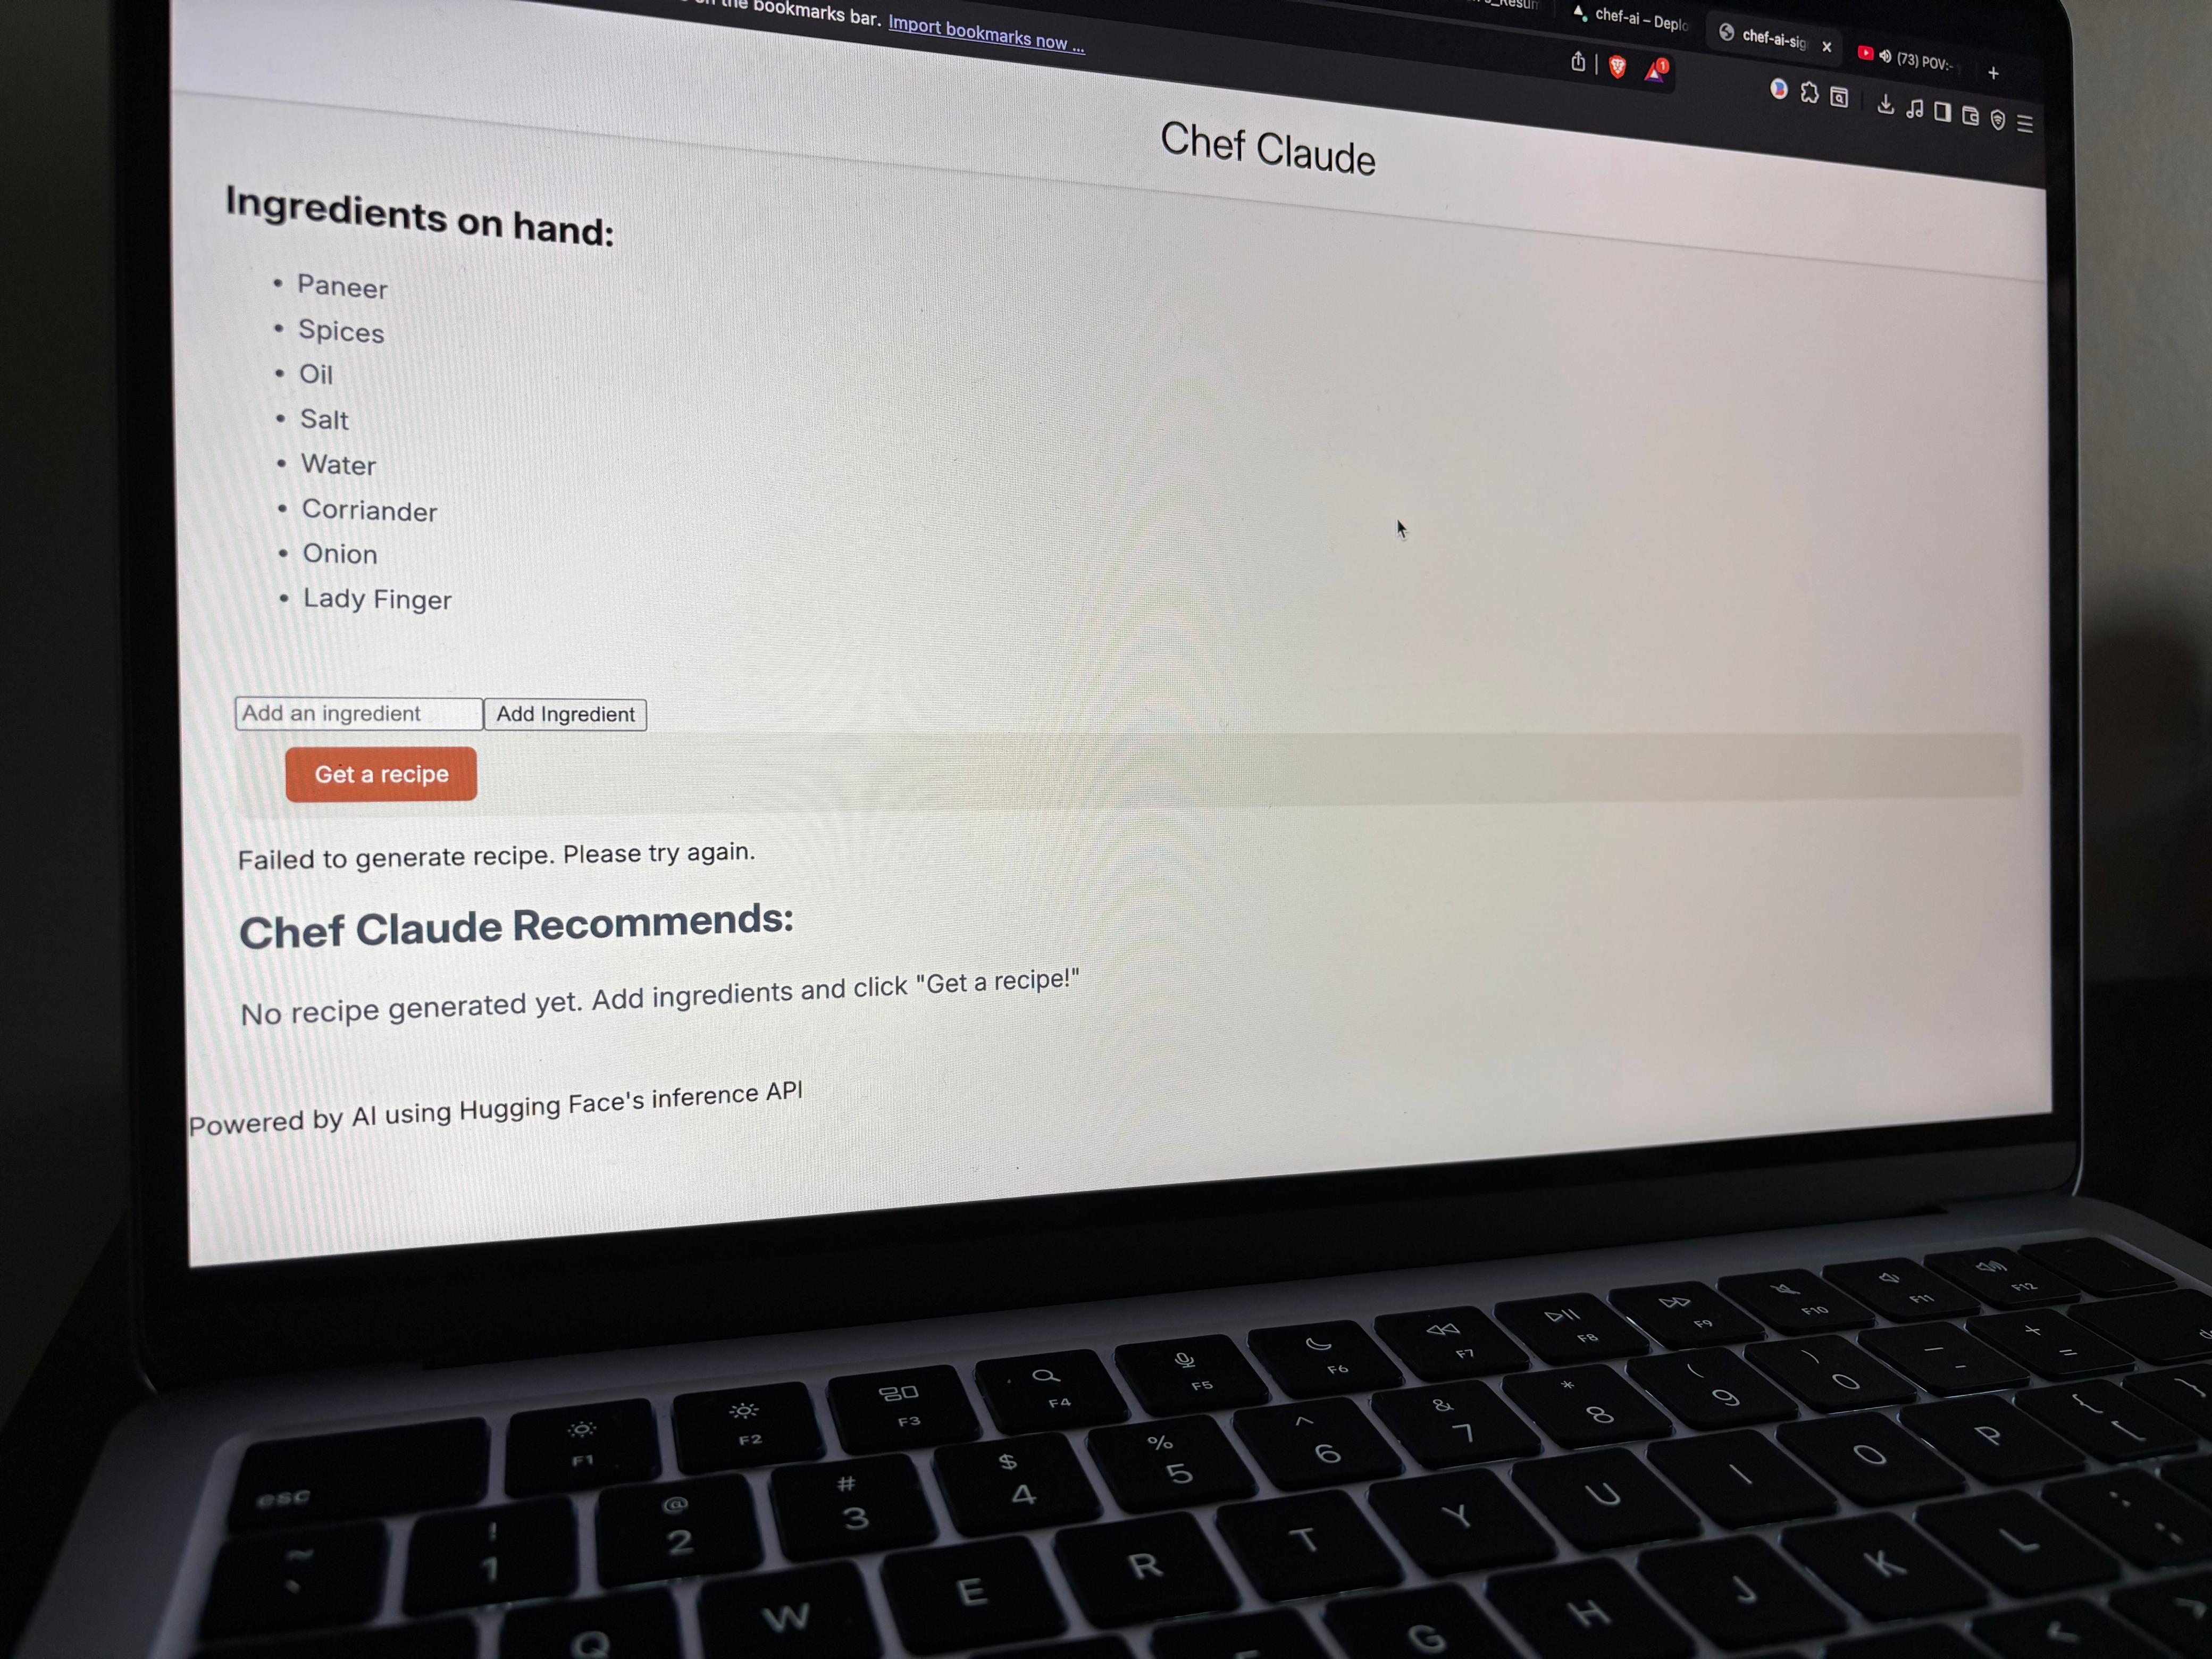 the bookmarks bar. Import bookmarks now ...
chef-ai – Deplo
chef-ai-sig
(73) POV:-
1
Chef Claude
Ingredients on hand:
• Paneer
• Spices
• Oil
• Salt
• Water
• Corriander
• Onion
• Lady Finger
Add an ingredient
Add Ingredient
Get a recipe
Failed to generate recipe. Please try again.
Chef Claude Recommends:
No recipe generated yet. Add ingredients and click "Get a recipe!"
Powered by AI using Hugging Face's inference API
esc F1 F2 F3 F4 F5 F6 F7 F8 F9 F10 F11 F12
~ ` ! 1 @ 2 # 3 $ 4 % 5 ^ 6 & 7 * 8 ( 9 ) 0 — - + =
Q W E R T Y U I O P { [
G H J K L : ;
<